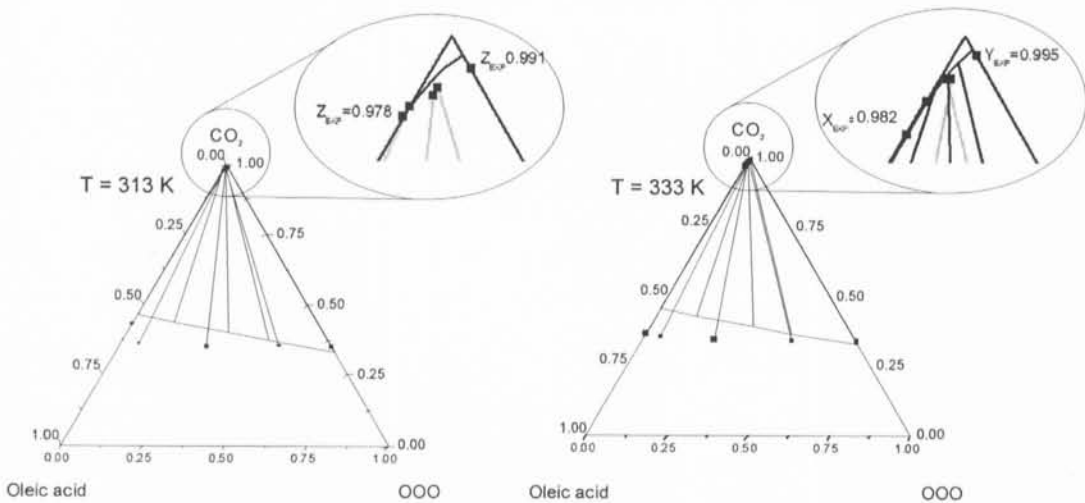 Z_EXP 0.991
Z_EXP=0.978
CO₂
0.00 1.00
T = 313 K
0.25
0.75
0.50
0.50
0.75
0.25
1.00
0.00
0.00 0.25 0.50 0.75 1.00
Oleic acid OOO
Y_EXP=0.995
X_EXP=0.982
CO₂
0.00 1.00
T = 333 K
0.25
0.75
0.50
0.50
0.75
0.25
1.00
0.00
0.00 0.25 0.50 0.75 1.00
Oleic acid OOO